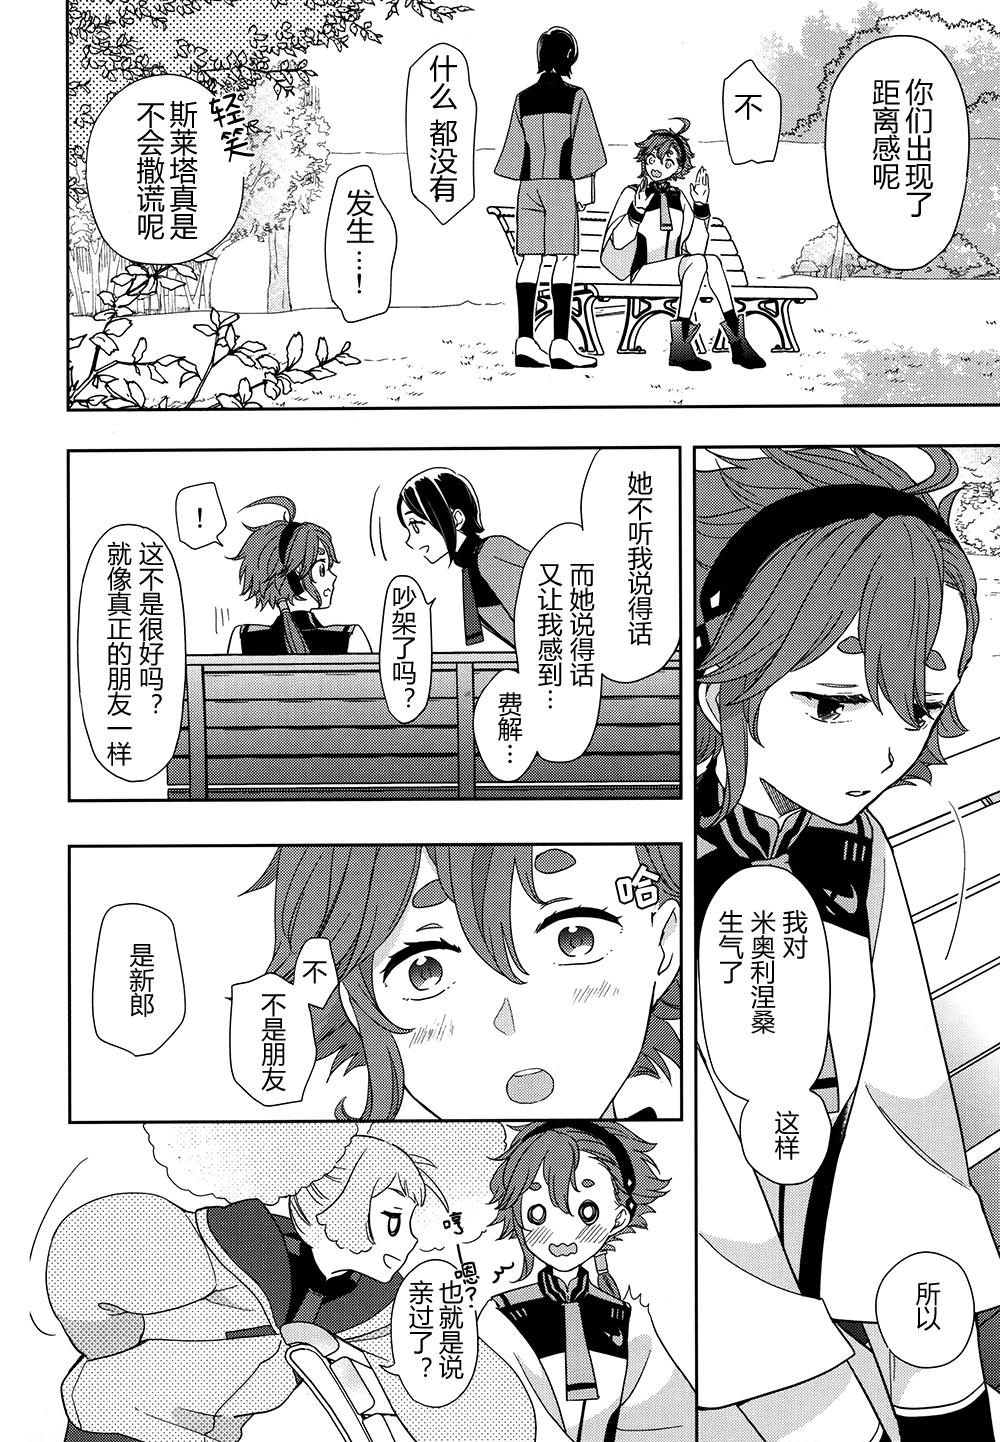 你们出现了
距离感呢
不
什么 都没有
发生…！
轻笑
斯莱塔真是
不会撒谎呢
我对
米奥利涅桑
生气了
这样
所以
她不听我说得话
而她说得话
又让我感到…
费解…
吵架了吗？
！
这不是很好吗？
就像真正的朋友一样
哈
不
不是朋友
是新郎
哼
嗯？
也就是说
亲过了？